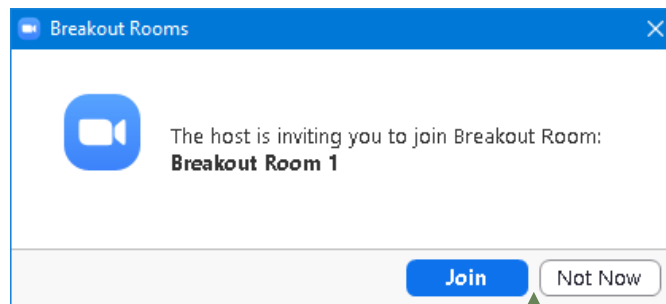 Breakout Rooms
The host is inviting you to join Breakout Room:
Breakout Room 1
Join
Not Now